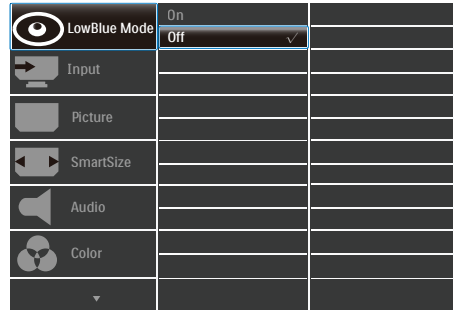 LowBlue Mode
On
Off
Input
Picture
SmartSize
Audio
Color